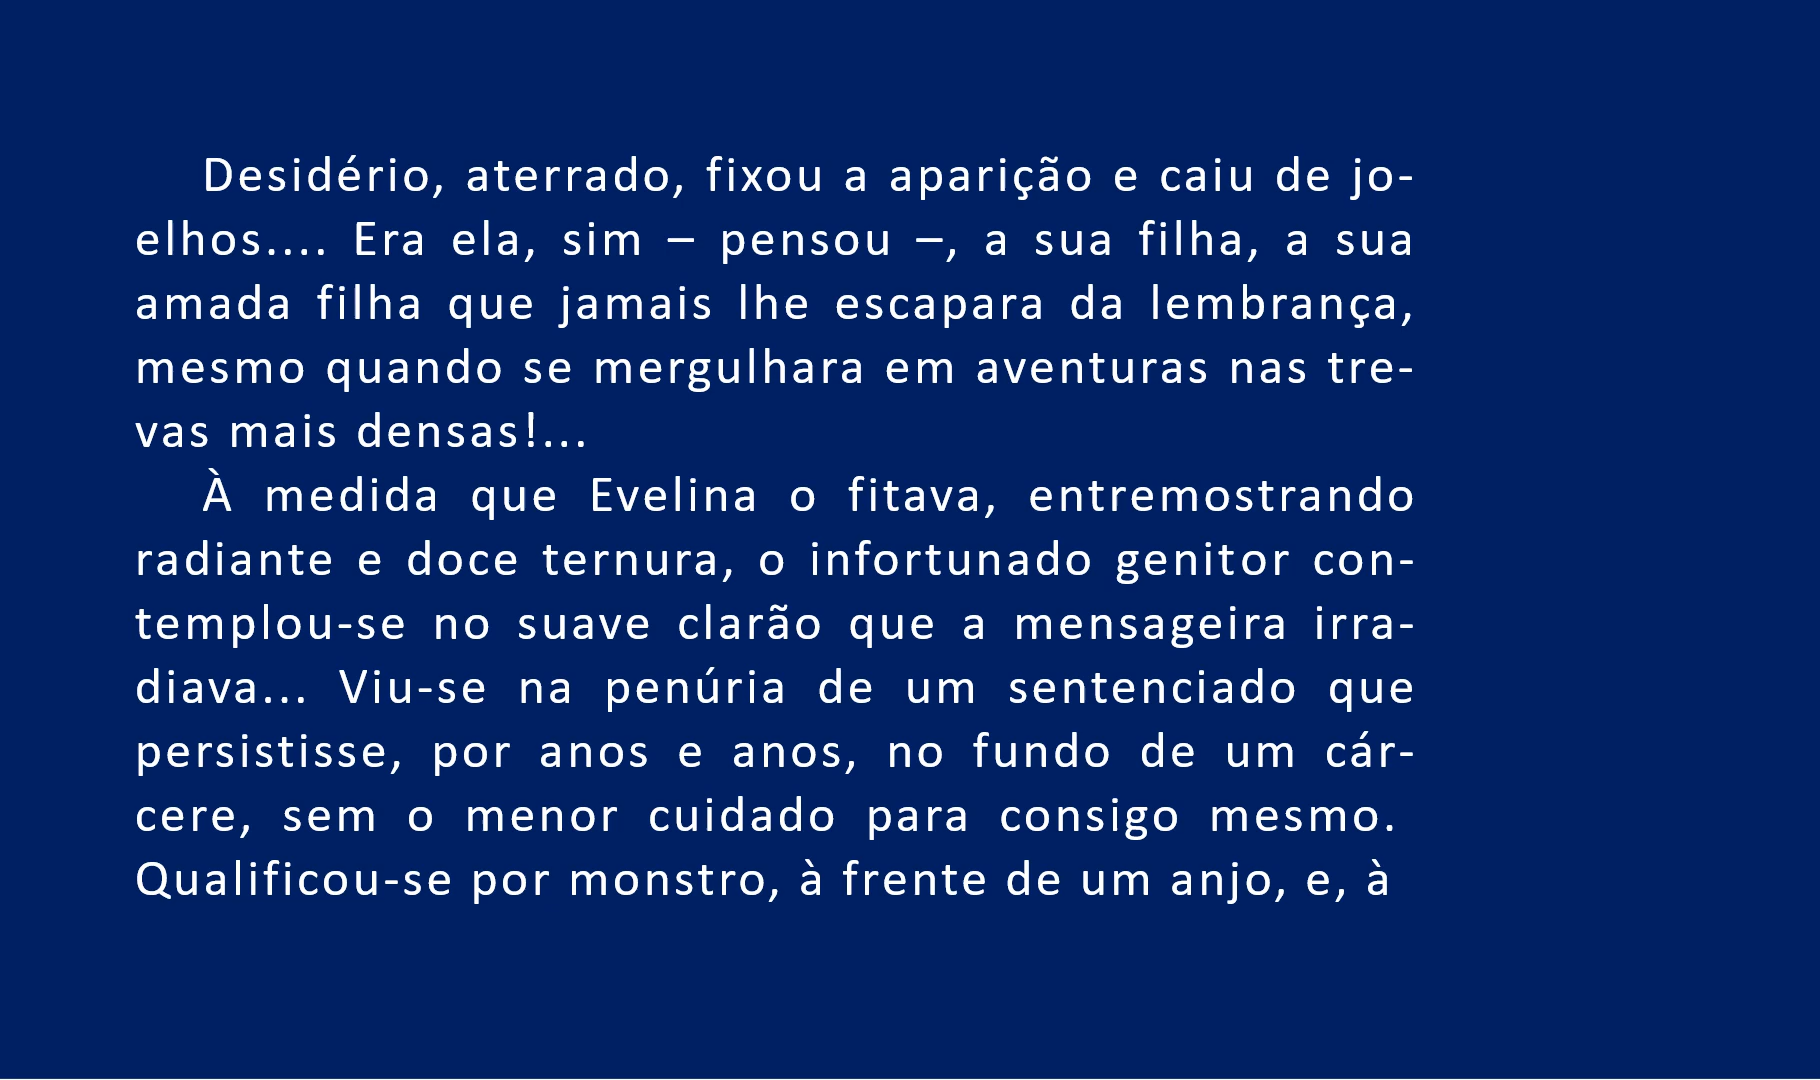 Desidério, aterrado, fixou a aparição e caiu de jo-
elhos.... Era ela, sim – pensou –, a sua filha, a sua
amada filha que jamais lhe escapara da lembrança,
mesmo quando se mergulhara em aventuras nas tre-
vas mais densas!...
À medida que Evelina o fitava, entremostrando
radiante e doce ternura, o infortunado genitor con-
templou-se no suave clarão que a mensageira irra-
diava... Viu-se na penúria de um sentenciado que
persistisse, por anos e anos, no fundo de um cár-
cere, sem o menor cuidado para consigo mesmo.
Qualificou-se por monstro, à frente de um anjo, e, à